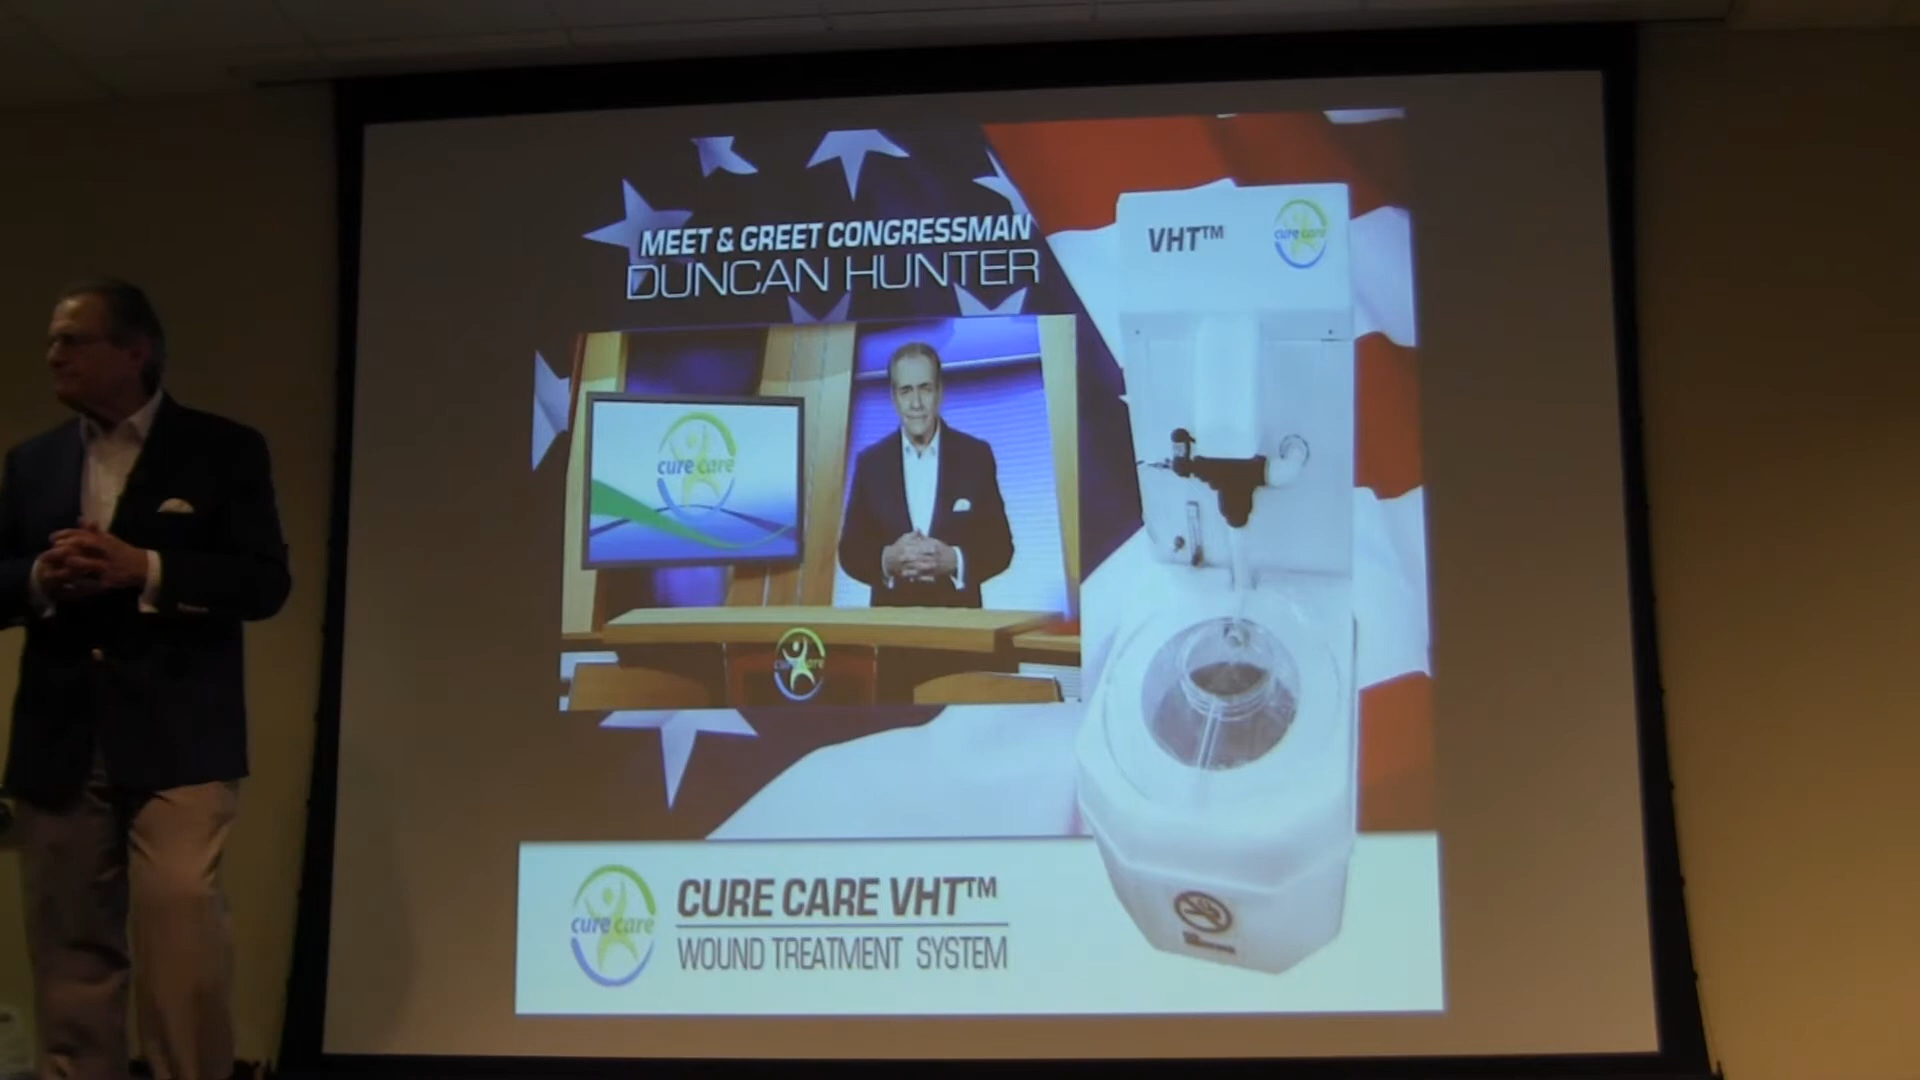 MEET & GREET CONGRESSMAN
DUNCAN HUNTER
VHT™
cure care
cure care
cure care
cure care
CURE CARE VHT™
WOUND TREATMENT SYSTEM